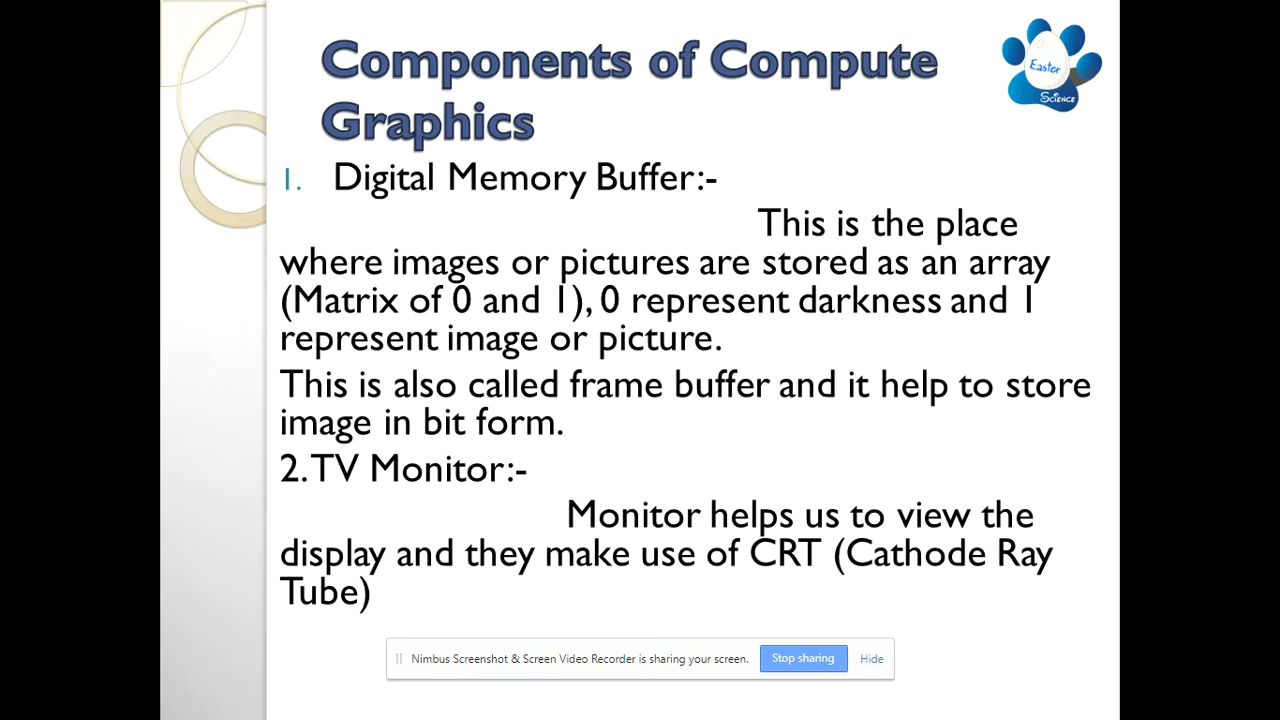 Components of Compute
Graphics
Easter
Science
1. Digital Memory Buffer:-
This is the place
where images or pictures are stored as an array
(Matrix of 0 and 1), 0 represent darkness and 1
represent image or picture.
This is also called frame buffer and it help to store
image in bit form.
2. TV Monitor:-
Monitor helps us to view the
display and they make use of CRT (Cathode Ray
Tube)
Nimbus Screenshot & Screen Video Recorder is sharing your screen. Stop sharing Hide